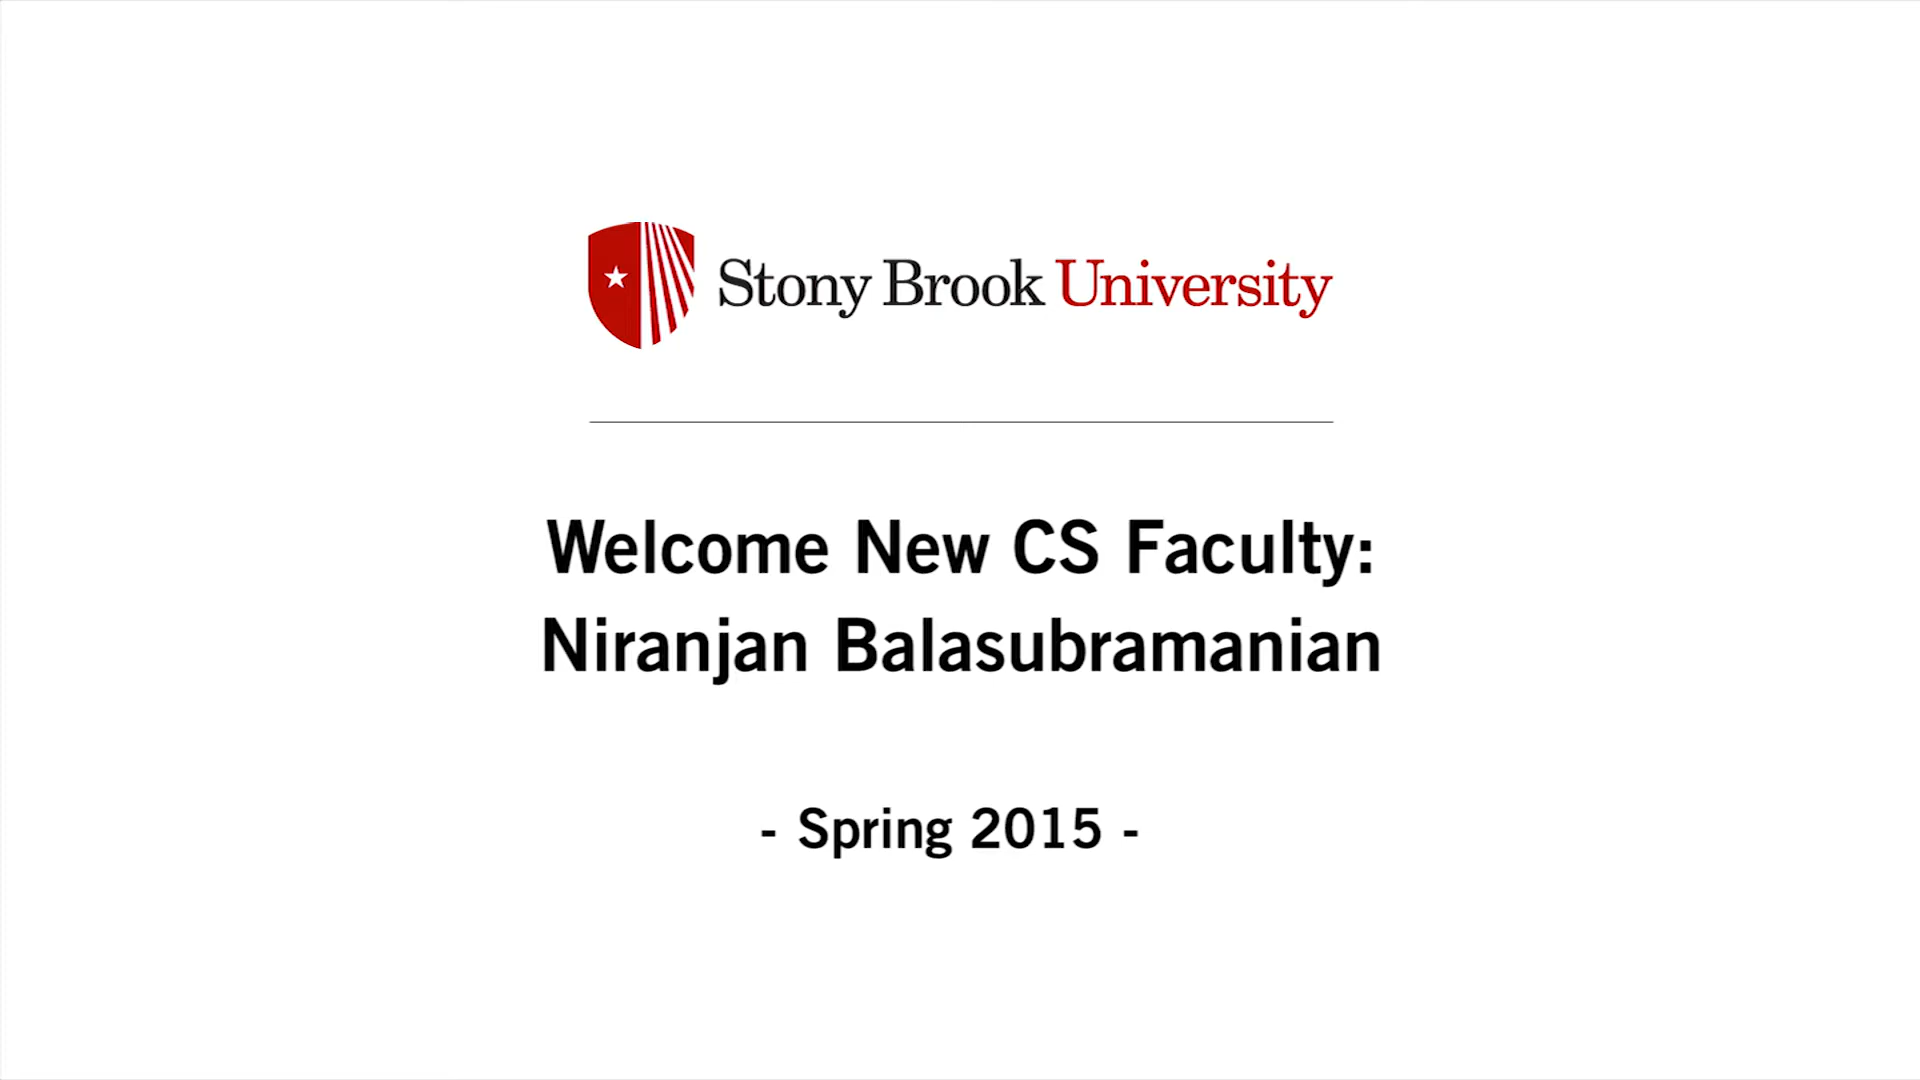 Stony Brook University
Welcome New CS Faculty:
Niranjan Balasubramanian
- Spring 2015 -